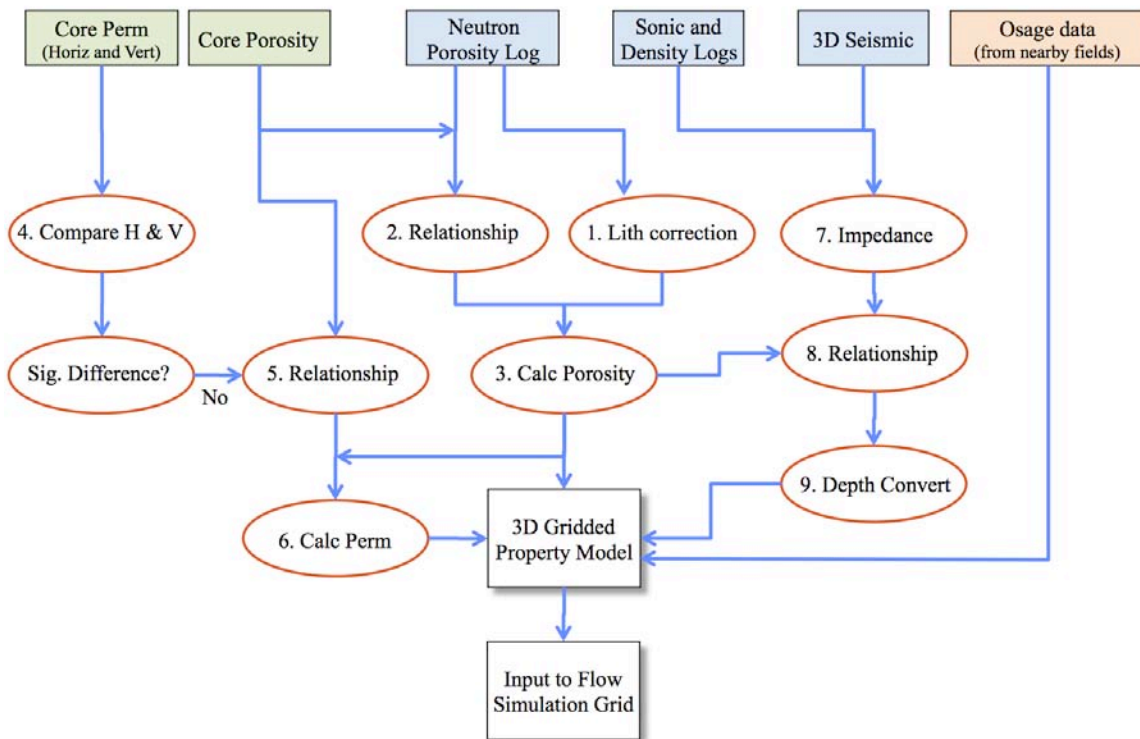 Core Perm
(Horiz and Vert)
Core Porosity
Neutron
Porosity Log
Sonic and
Density Logs
3D Seismic
Osage data
(from nearby fields)
4. Compare H & V
2. Relationship
1. Lith correction
7. Impedance
Sig. Difference?
No
5. Relationship
3. Calc Porosity
8. Relationship
6. Calc Perm
3D Gridded
Property Model
9. Depth Convert
Input to Flow
Simulation Grid